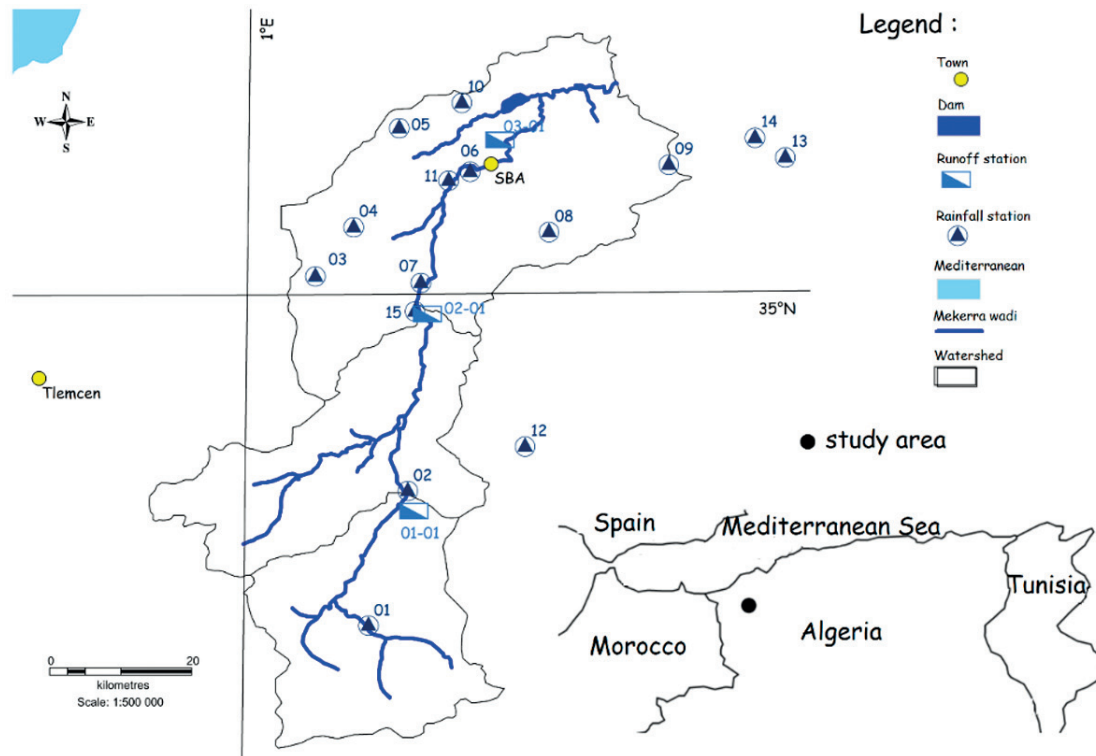 1°E
Legend :
Town
Dam
Runoff station
Rainfall station
Mediterranean
Mekerra wadi
Watershed
N
W E
S
10
05
03-01
14
13
06
09
11
SBA
04
08
03
07
35°N
15
02-01
Tlemcen
12
study area
02
01-01
Spain
Mediterranean Sea
Tunisia
01
Morocco
Algeria
0 20
kilometres
Scale: 1:500 000